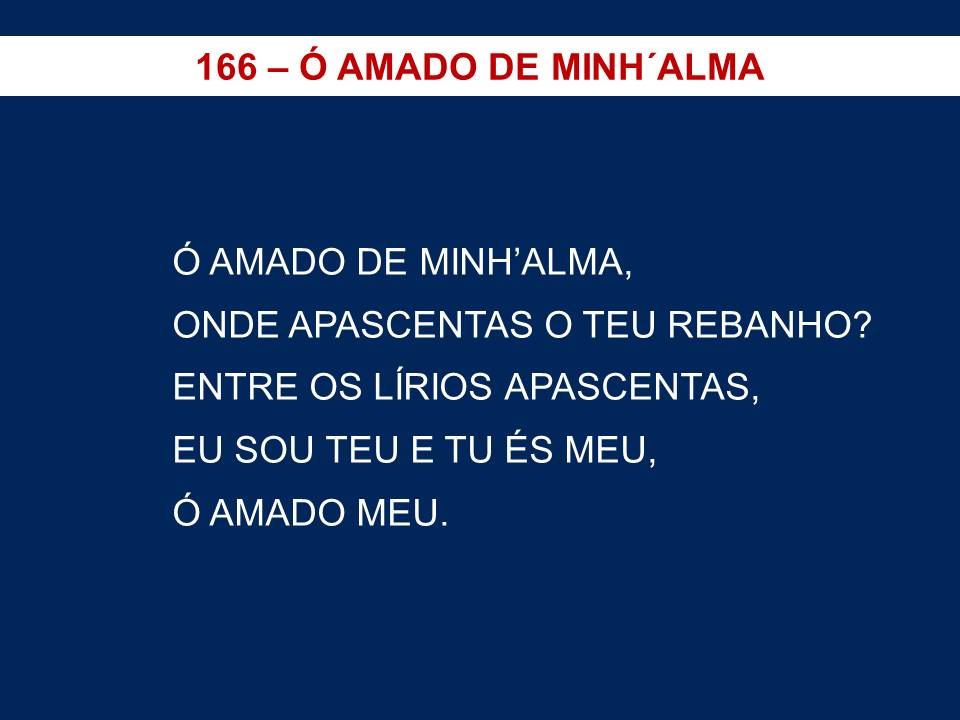 166 – Ó AMADO DE MINH´ALMA
Ó AMADO DE MINH’ALMA,
ONDE APASCENTAS O TEU REBANHO?
ENTRE OS LÍRIOS APASCENTAS,
EU SOU TEU E TU ÉS MEU,
Ó AMADO MEU.